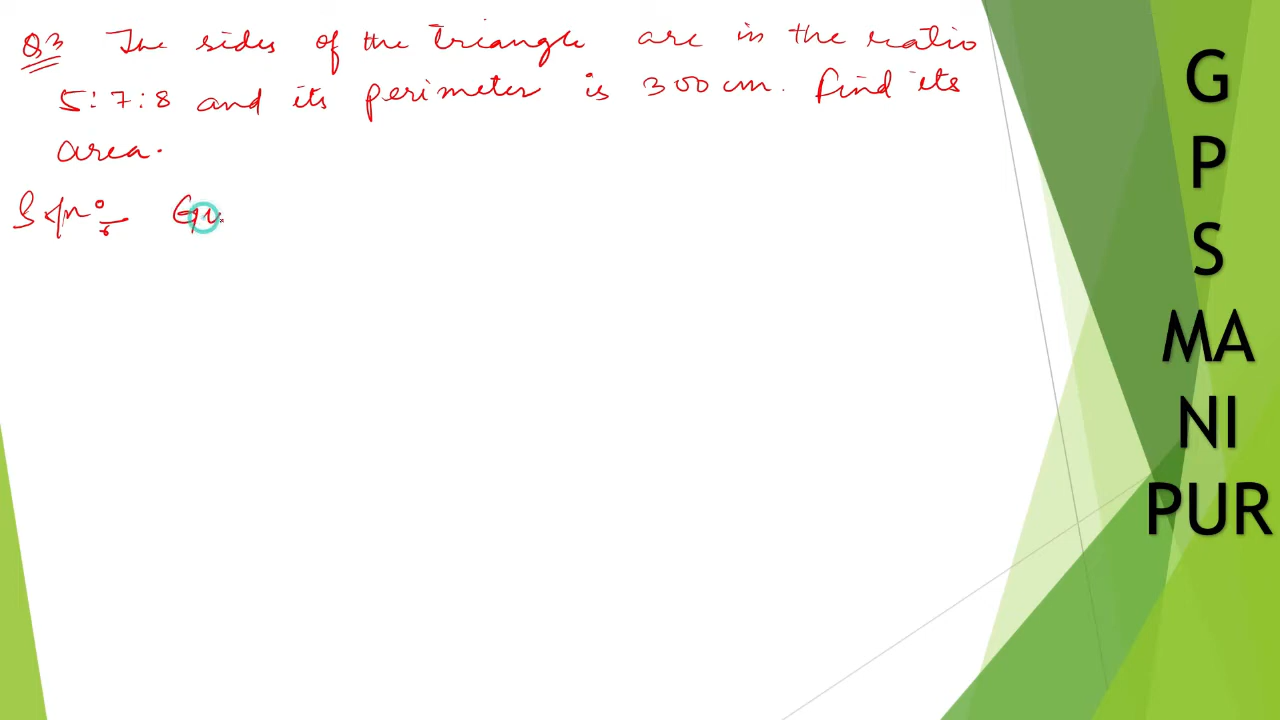 Q3 The sides of the triangle are in the ratio
5:7:8 and its perimeter is 300 cm. Find its
area.
Soln:
G
P
S
MA
NI
PUR